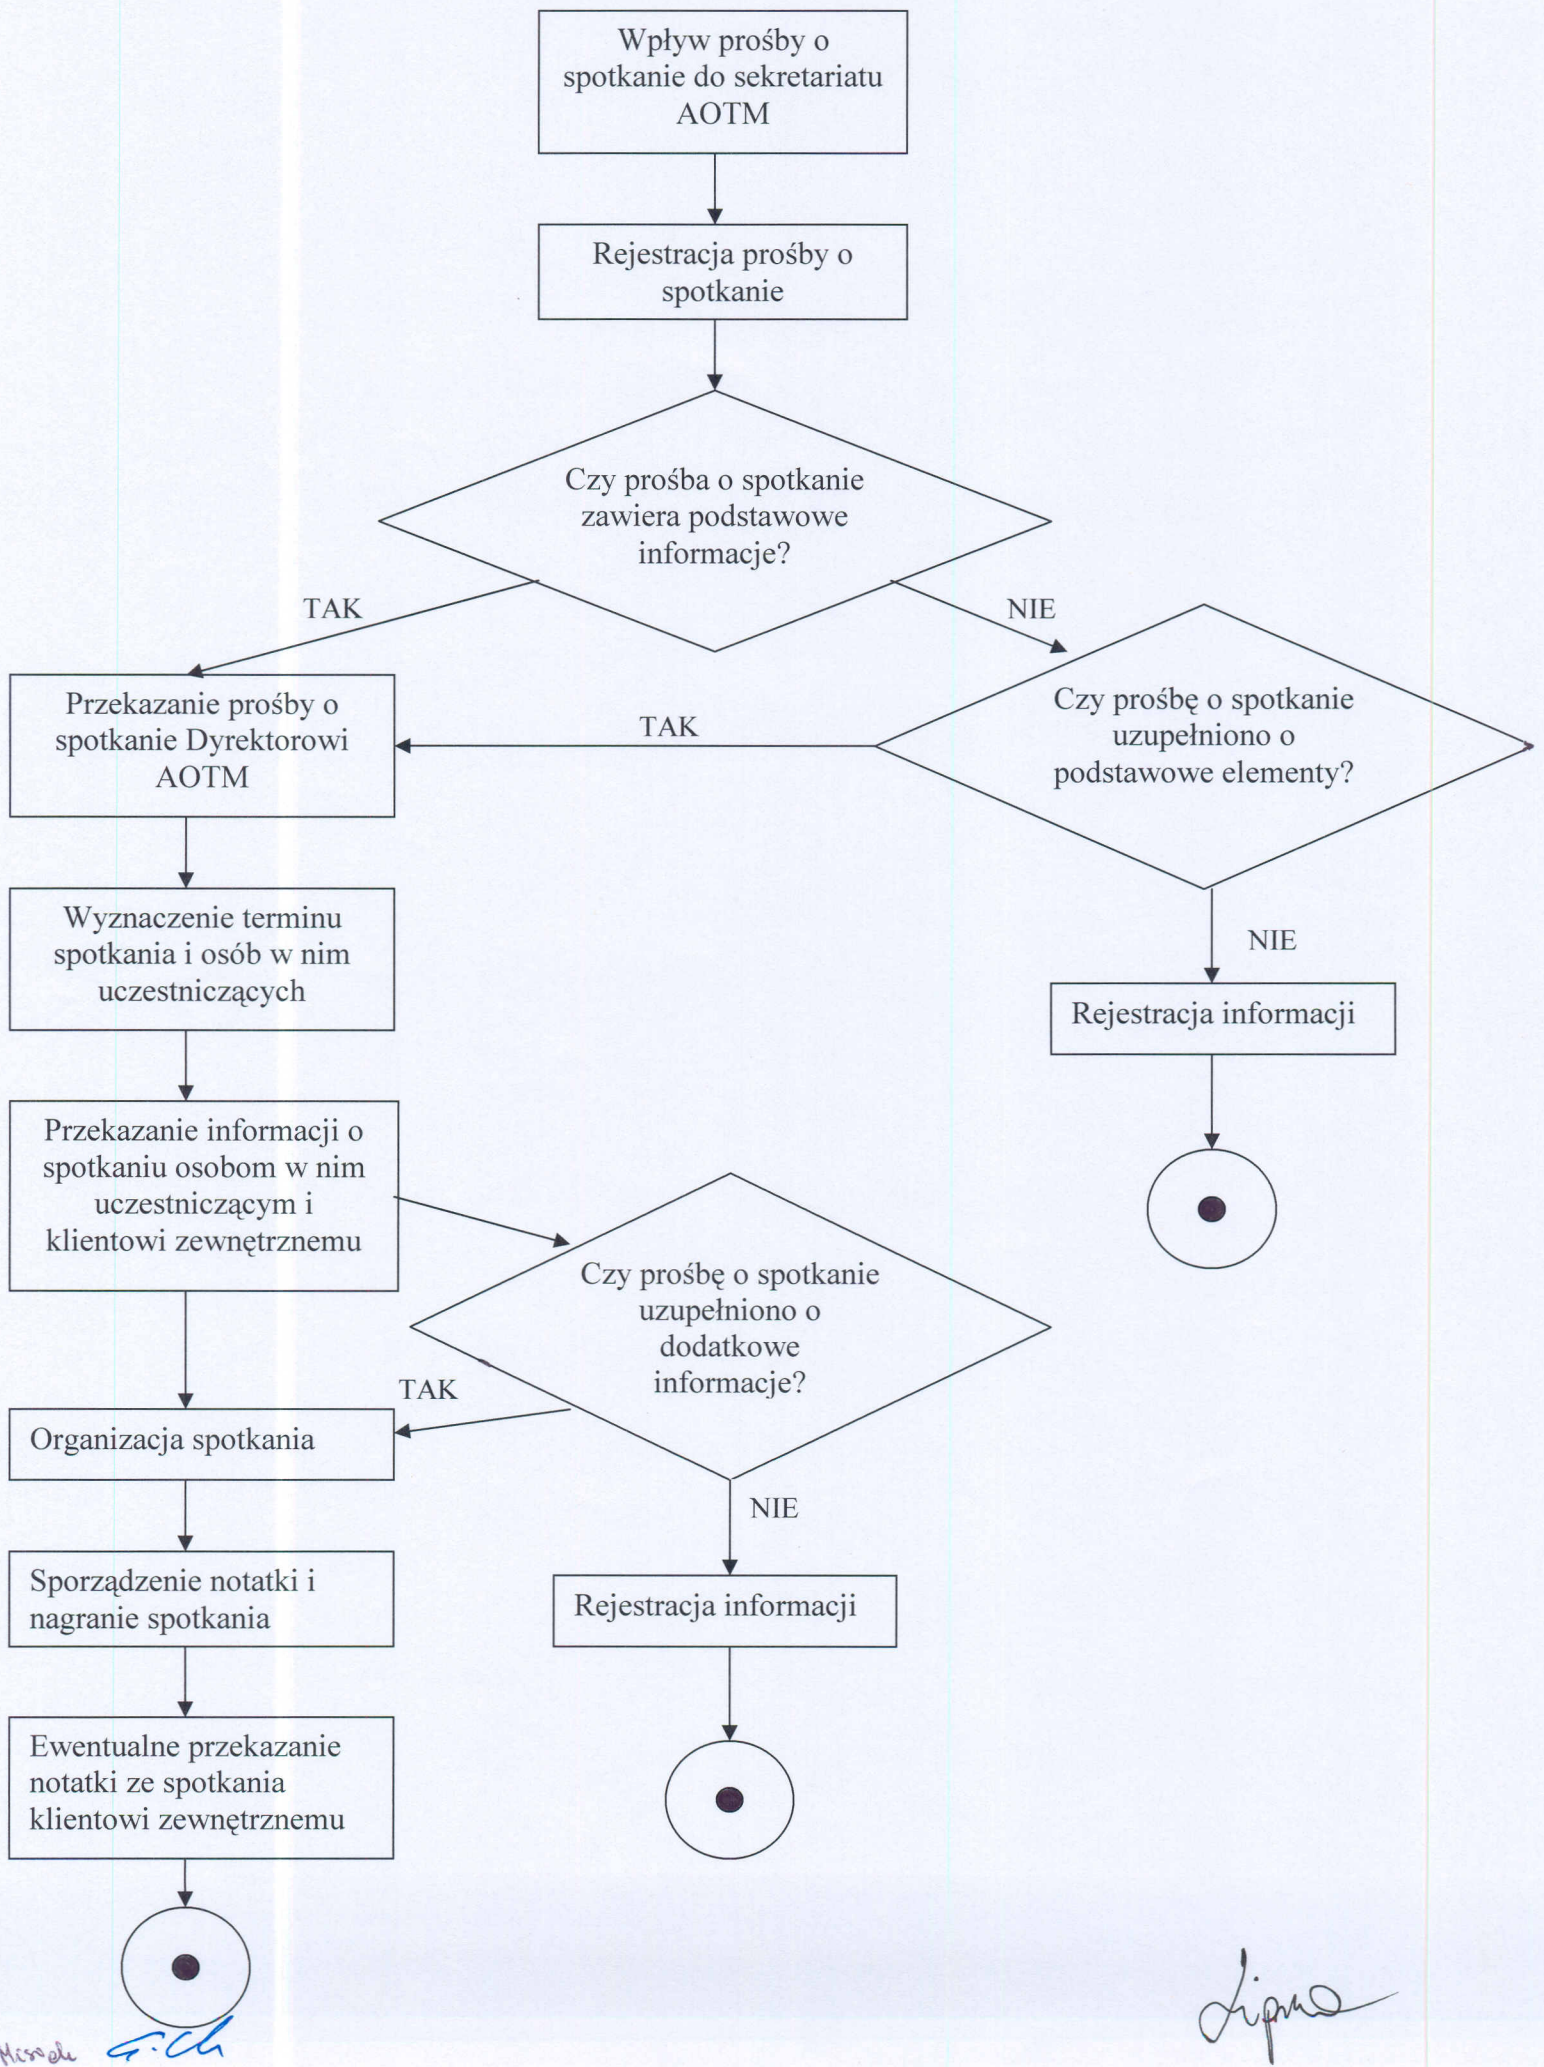 Wpływ prośby o
spotkanie do sekretariatu
AOTM
Rejestracja prośby o
spotkanie
Czy prośba o spotkanie
zawiera podstawowe
informacje?
TAK
NIE
Przekazanie prośby o
spotkanie Dyrektorowi
AOTM
TAK
Czy prośbę o spotkanie
uzupełniono o
podstawowe elementy?
Wyznaczenie terminu
spotkania i osób w nim
uczestniczących
NIE
Rejestracja informacji
Przekazanie informacji o
spotkaniu osobom w nim
uczestniczącym i
klientowi zewnętrznemu
Czy prośbę o spotkanie
uzupełniono o
dodatkowe
informacje?
TAK
Organizacja spotkania
NIE
Sporządzenie notatki i
nagranie spotkania
Rejestracja informacji
Ewentualne przekazanie
notatki ze spotkania
klientowi zewnętrznemu